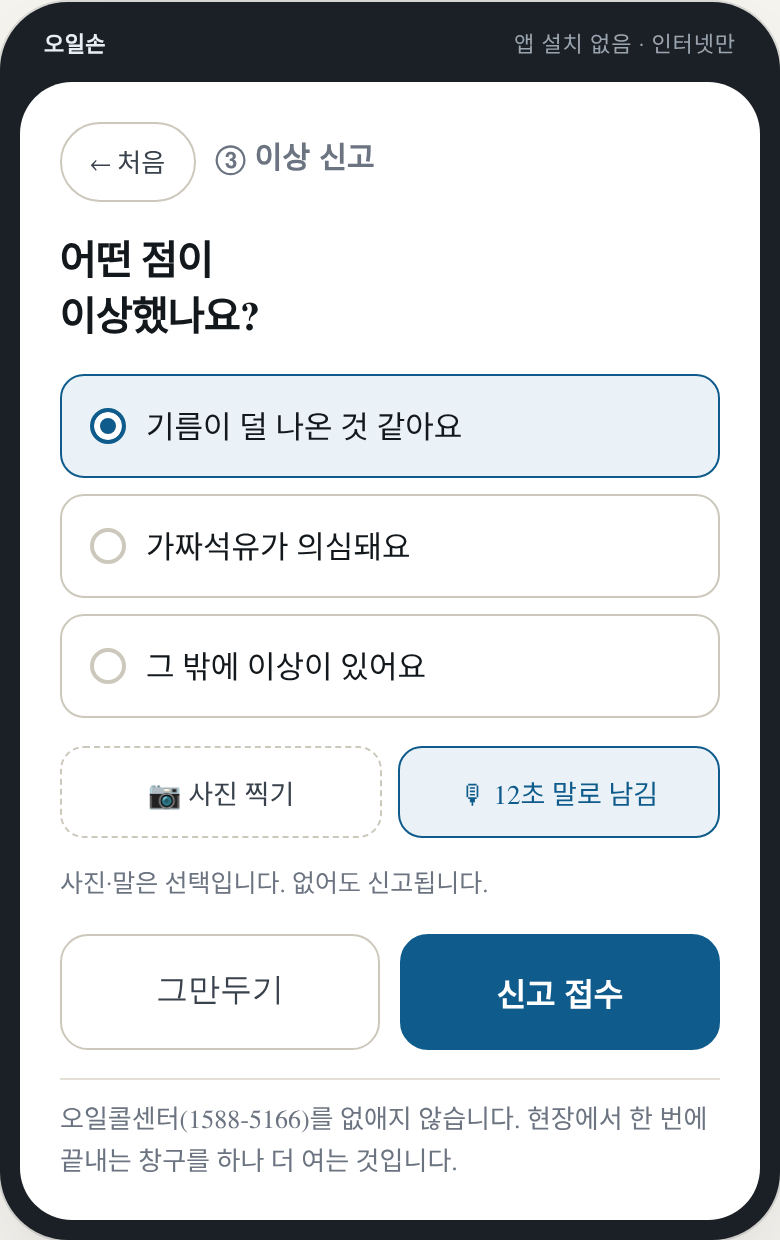 오일손
앱 설치 없음 · 인터넷만
← 처음
③ 이상 신고
어떤 점이
이상했나요?
기름이 덜 나온 것 같아요
가짜석유가 의심돼요
그 밖에 이상이 있어요
📷 사진 찍기
🎙 12초 말로 남김
사진·말은 선택입니다. 없어도 신고됩니다.
그만두기
신고 접수
오일콜센터(1588-5166)를 없애지 않습니다. 현장에서 한 번에
끝내는 창구를 하나 더 여는 것입니다.